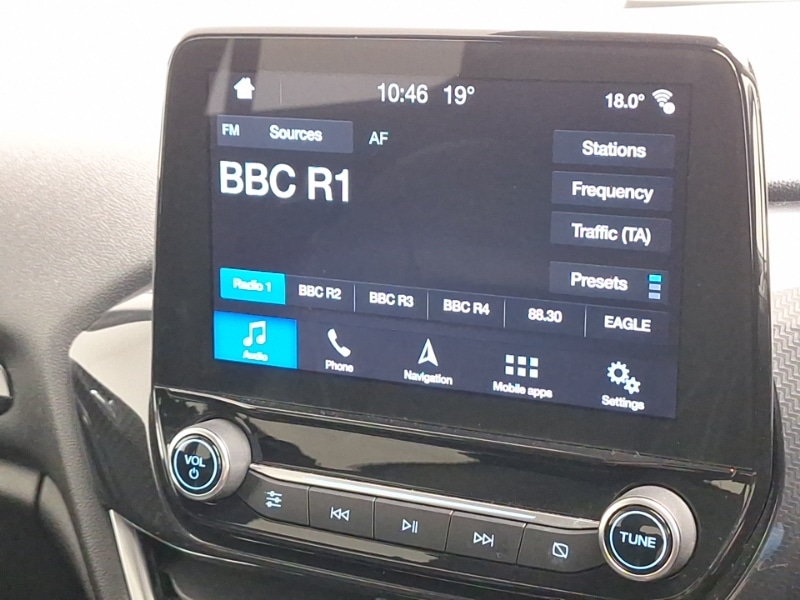 10:46 19° 18.0°
FM Sources AF
Stations
BBC R1
Frequency
Traffic (TA)
Presets
Radio 1 BBC R2 BBC R3 BBC R4 88.30 EAGLE
Audio Phone Navigation Mobile apps Settings
VOL
TUNE